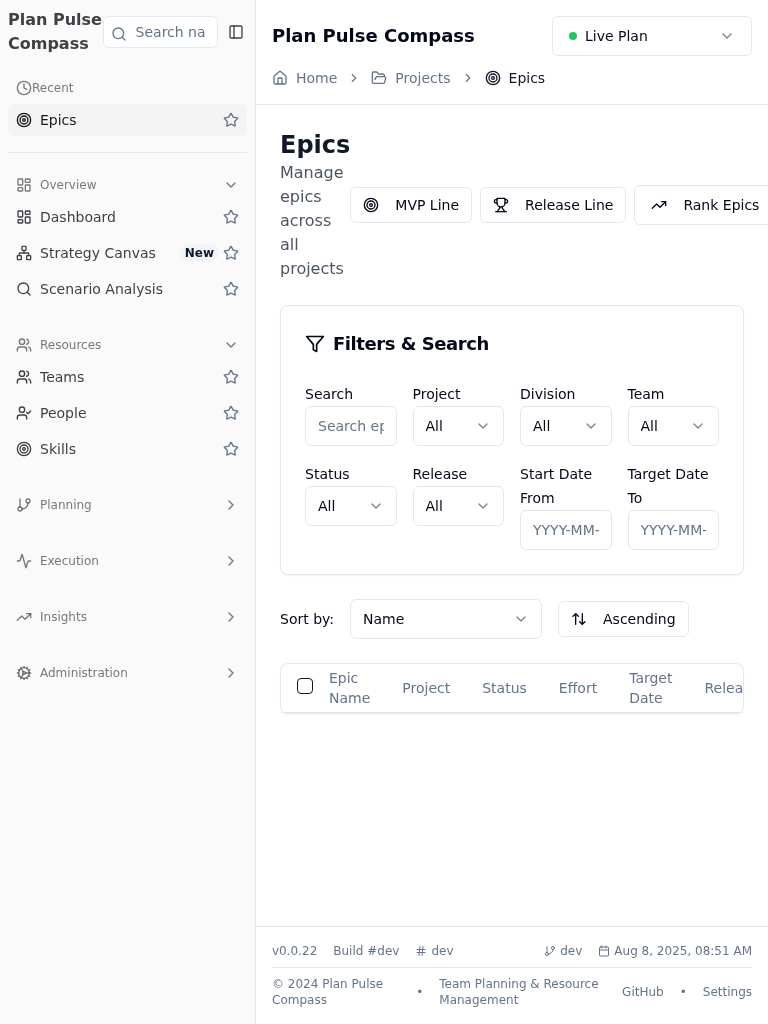 Plan Pulse
Compass
Search na
Recent
Epics
Overview
Dashboard
Strategy Canvas New
Scenario Analysis
Resources
Teams
People
Skills
Planning
Execution
Insights
Administration
Plan Pulse Compass
Live Plan
Home Projects Epics
Epics
Manage
epics
across
all
projects
MVP Line Release Line Rank Epics
Filters & Search
Search Project Division Team
Search ep All All All
Status Release Start Date Target Date
From To
All All YYYY-MM- YYYY-MM-
Sort by: Name Ascending
Epic Target
Name Project Status Effort Date Relea
v0.0.22 Build #dev dev dev Aug 8, 2025, 08:51 AM
© 2024 Plan Pulse • Team Planning & Resource GitHub • Settings
Compass Management